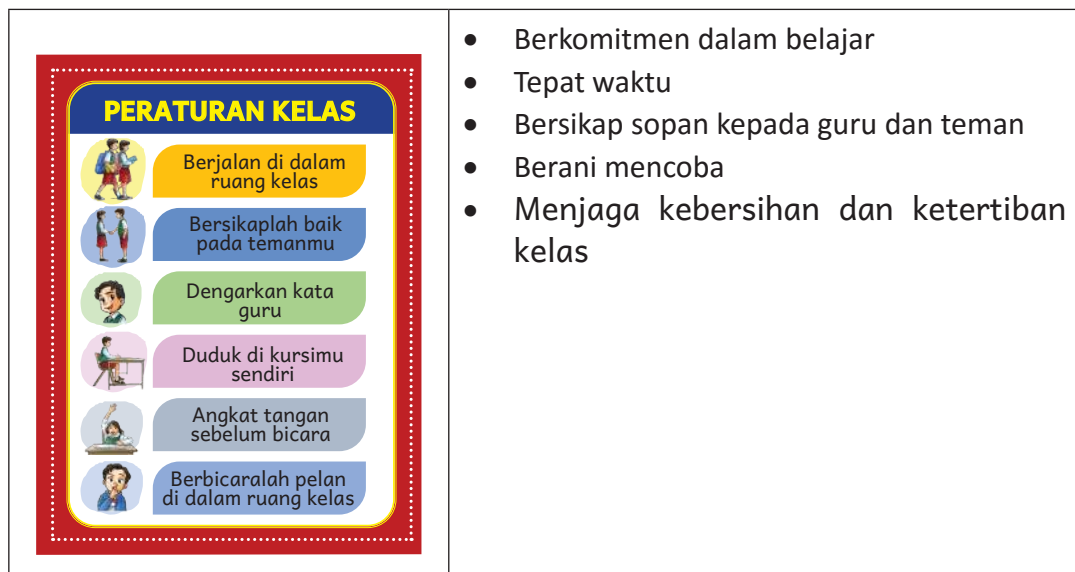 PERATURAN KELAS
Berjalan di dalam
ruang kelas
Bersikaplah baik
pada temanmu
Dengarkan kata
guru
Duduk di kursimu
sendiri
Angkat tangan
sebelum bicara
Berbicaralah pelan
di dalam ruang kelas
• Berkomitmen dalam belajar
• Tepat waktu
• Bersikap sopan kepada guru dan teman
• Berani mencoba
• Menjaga kebersihan dan ketertiban
kelas